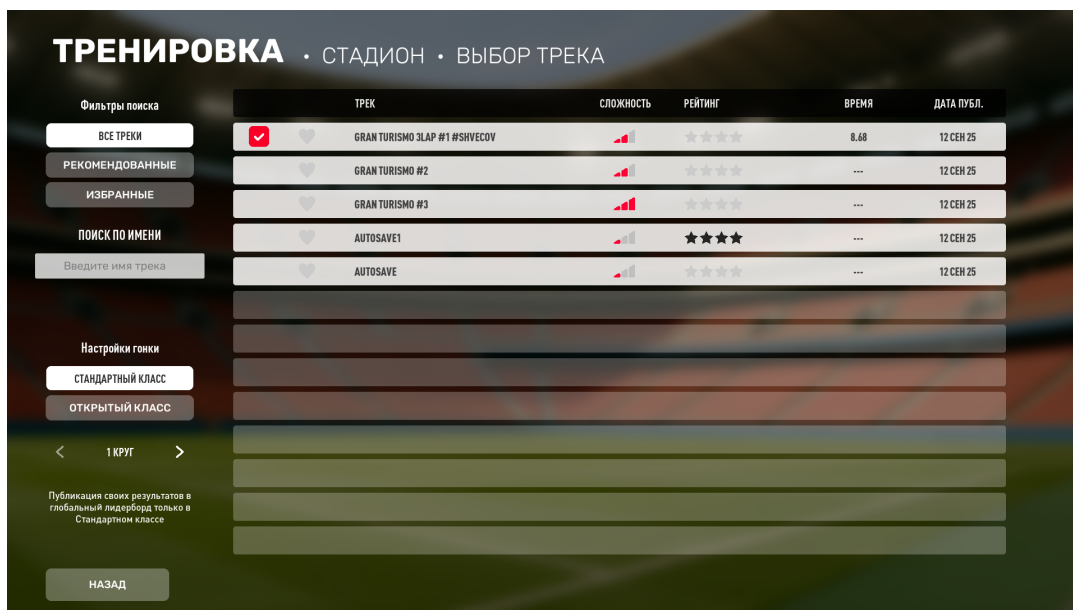 ТРЕНИРОВКА • СТАДИОН • ВЫБОР ТРЕКА
Фильтры поиска
ВСЕ ТРЕКИ
РЕКОМЕНДОВАННЫЕ
ИЗБРАННЫЕ
ПОИСК ПО ИМЕНИ
Введите имя трека
Настройки гонки
СТАНДАРТНЫЙ КЛАСС
ОТКРЫТЫЙ КЛАСС
< 1 КРУГ >
Публикация своих результатов в
глобальный лидерборд только в
Стандартном классе
НАЗАД
ТРЕК СЛОЖНОСТЬ РЕЙТИНГ ВРЕМЯ ДАТА ПУБЛ.
GRAN TURISMO 3LAP #1 #SHVECOV 8.68 12 СЕН 25
GRAN TURISMO #2 --- 12 СЕН 25
GRAN TURISMO #3 --- 12 СЕН 25
AUTOSAVE1 --- 12 СЕН 25
AUTOSAVE --- 12 СЕН 25